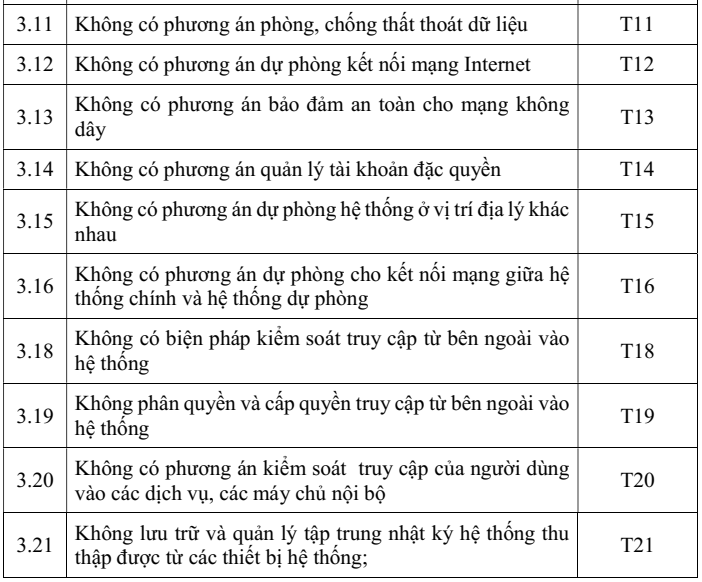 3.11 Không có phương án phòng, chống thất thoát dữ liệu T11
3.12 Không có phương án dự phòng kết nối mạng Internet T12
3.13 Không có phương án bảo đảm an toàn cho mạng không
dây T13
3.14 Không có phương án quản lý tài khoản đặc quyền T14
3.15 Không có phương án dự phòng hệ thống ở vị trí địa lý khác
nhau T15
3.16 Không có phương án dự phòng cho kết nối mạng giữa hệ
thống chính và hệ thống dự phòng T16
3.18 Không có biện pháp kiểm soát truy cập từ bên ngoài vào
hệ thống T18
3.19 Không phân quyền và cấp quyền truy cập từ bên ngoài vào
hệ thống T19
3.20 Không có phương án kiểm soát truy cập của người dùng
vào các dịch vụ, các máy chủ nội bộ T20
3.21 Không lưu trữ và quản lý tập trung nhật ký hệ thống thu
thập được từ các thiết bị hệ thống; T21